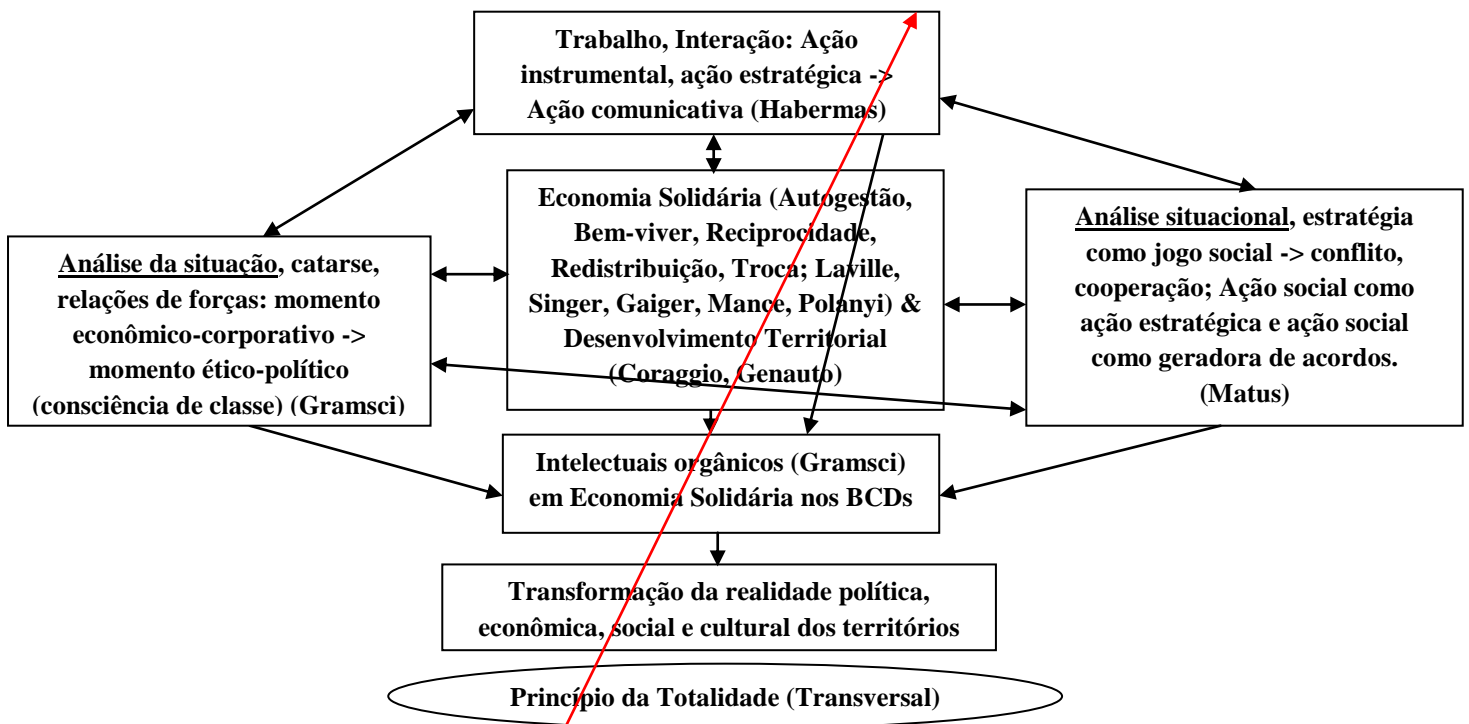 Trabalho, Interação: Ação
instrumental, ação estratégica ->
Ação comunicativa (Habermas)
Economia Solidária (Autogestão,
Bem-viver, Reciprocidade,
Redistribuição, Troca; Laville,
Singer, Gaiger, Mance, Polanyi) &
Desenvolvimento Territorial
(Coraggio, Genauto)
Análise da situação, catarse,
relações de forças: momento
econômico-corporativo ->
momento ético-político
(consciência de classe) (Gramsci)
Análise situacional, estratégia
como jogo social -> conflito,
cooperação; Ação social como
ação estratégica e ação social
como geradora de acordos.
(Matus)
Intelectuais orgânicos (Gramsci)
em Economia Solidária nos BCDs
Transformação da realidade política,
econômica, social e cultural dos territórios
Princípio da Totalidade (Transversal)